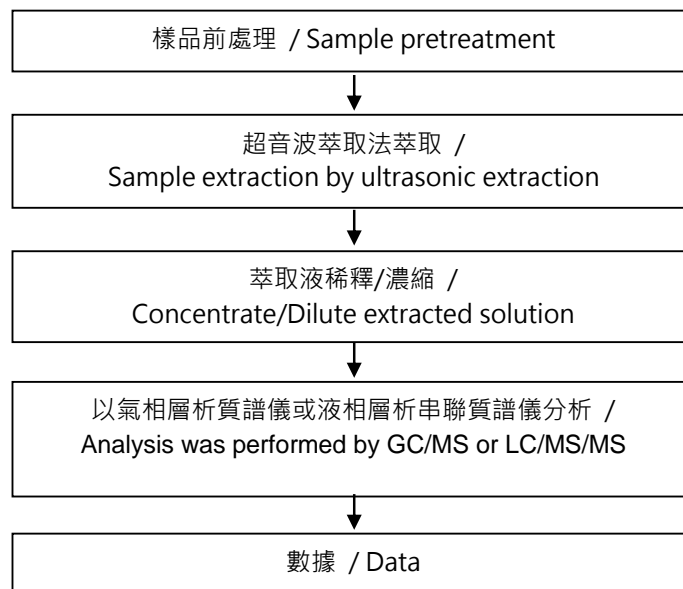 樣品前處理 / Sample pretreatment
超音波萃取法萃取 /
Sample extraction by ultrasonic extraction
萃取液稀釋/濃縮 /
Concentrate/Dilute extracted solution
以氣相層析質譜儀或液相層析串聯質譜儀分析 /
Analysis was performed by GC/MS or LC/MS/MS
數據 / Data